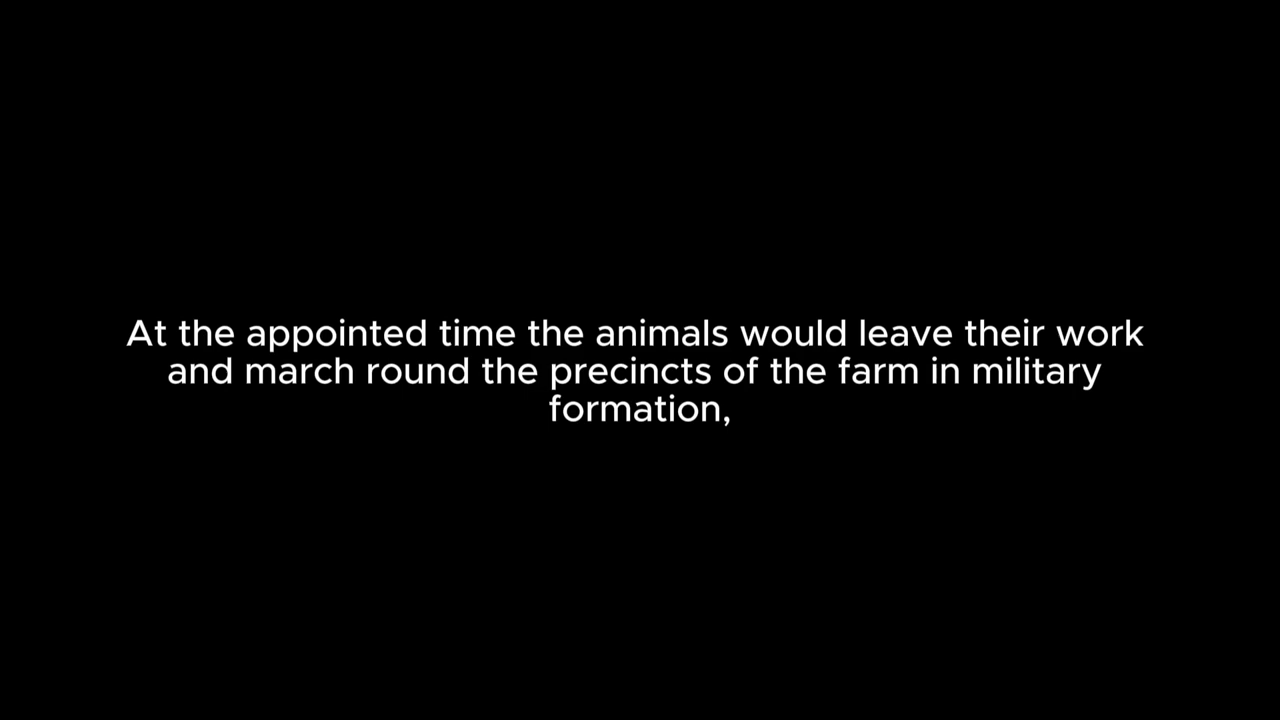 At the appointed time the animals would leave their work
and march round the precincts of the farm in military
formation,